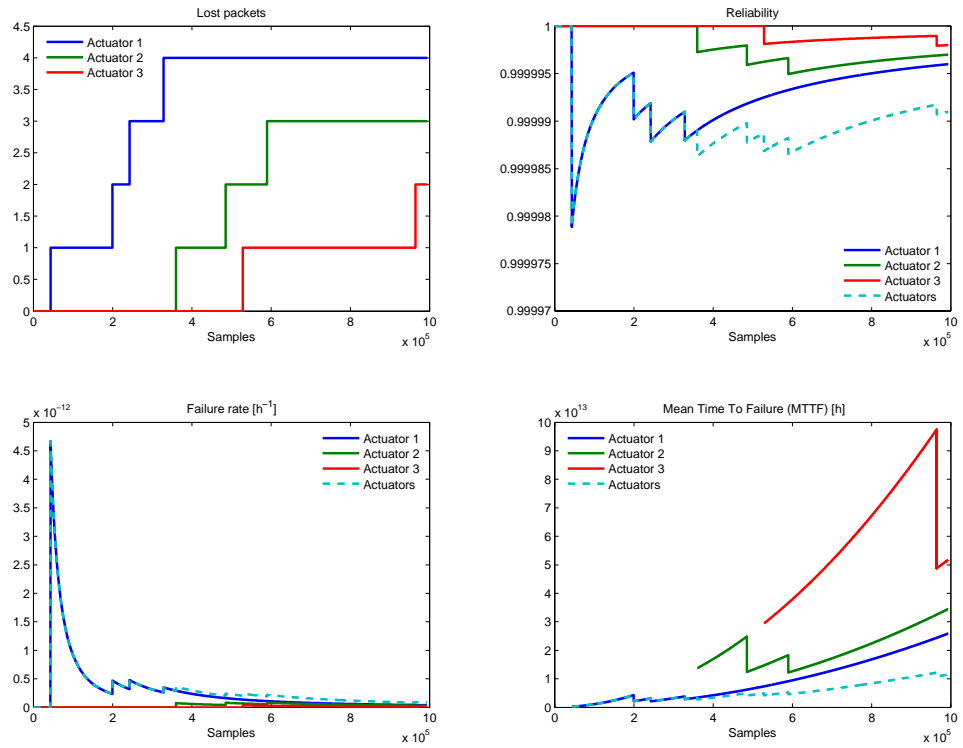 Lost packets
4.5
4
3.5
3
2.5
2
1.5
1
0.5
0
Actuator 1
Actuator 2
Actuator 3
0 2 4 6 8 10
Samples
x 10^5
Reliability
1
0.999995
0.99999
0.999985
0.99998
0.999975
0.99997
Actuator 1
Actuator 2
Actuator 3
Actuators
0 2 4 6 8 10
Samples
x 10^5
x 10^−12
Failure rate [h^−1]
5
4.5
4
3.5
3
2.5
2
1.5
1
0.5
0
Actuator 1
Actuator 2
Actuator 3
Actuators
0 2 4 6 8 10
Samples
x 10^5
x 10^13
Mean Time To Failure (MTTF) [h]
10
9
8
7
6
5
4
3
2
1
0
Actuator 1
Actuator 2
Actuator 3
Actuators
0 2 4 6 8 10
Samples
x 10^5